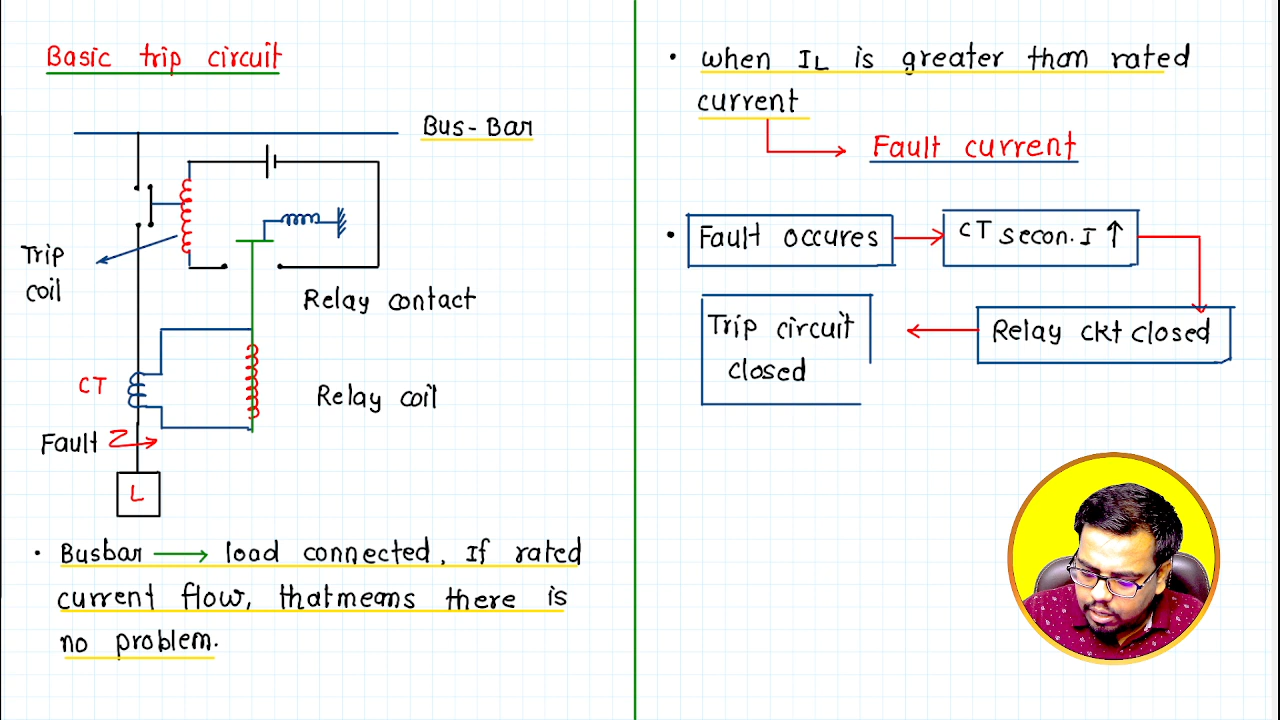 Basic trip circuit
Bus-Bar
Trip
coil
Relay contact
CT
Relay coil
Fault
L
• Busbar → load connected, If rated
current flow, that means there is
no problem.
• when IL is greater than rated
current
Fault current
• Fault occures → CT secon. I ↑
Relay ckt closed
Trip circuit
closed